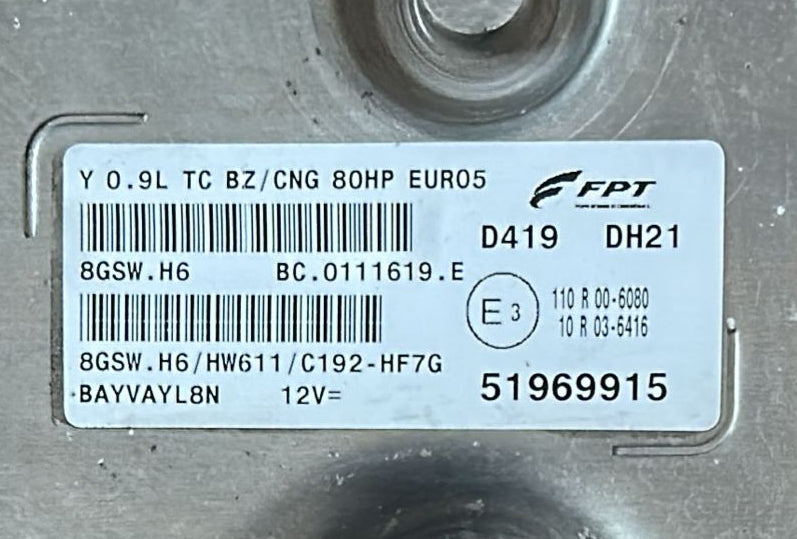 Y 0.9L TC BZ/CNG 80HP EURO5
FPT
D419 DH21
8GSW.H6 BC.0111619.E
E 3
110 R 00-6080
10 R 03-6416
8GSW.H6/HW611/C192-HF7G
BAYVAYL8N 12V=
51969915